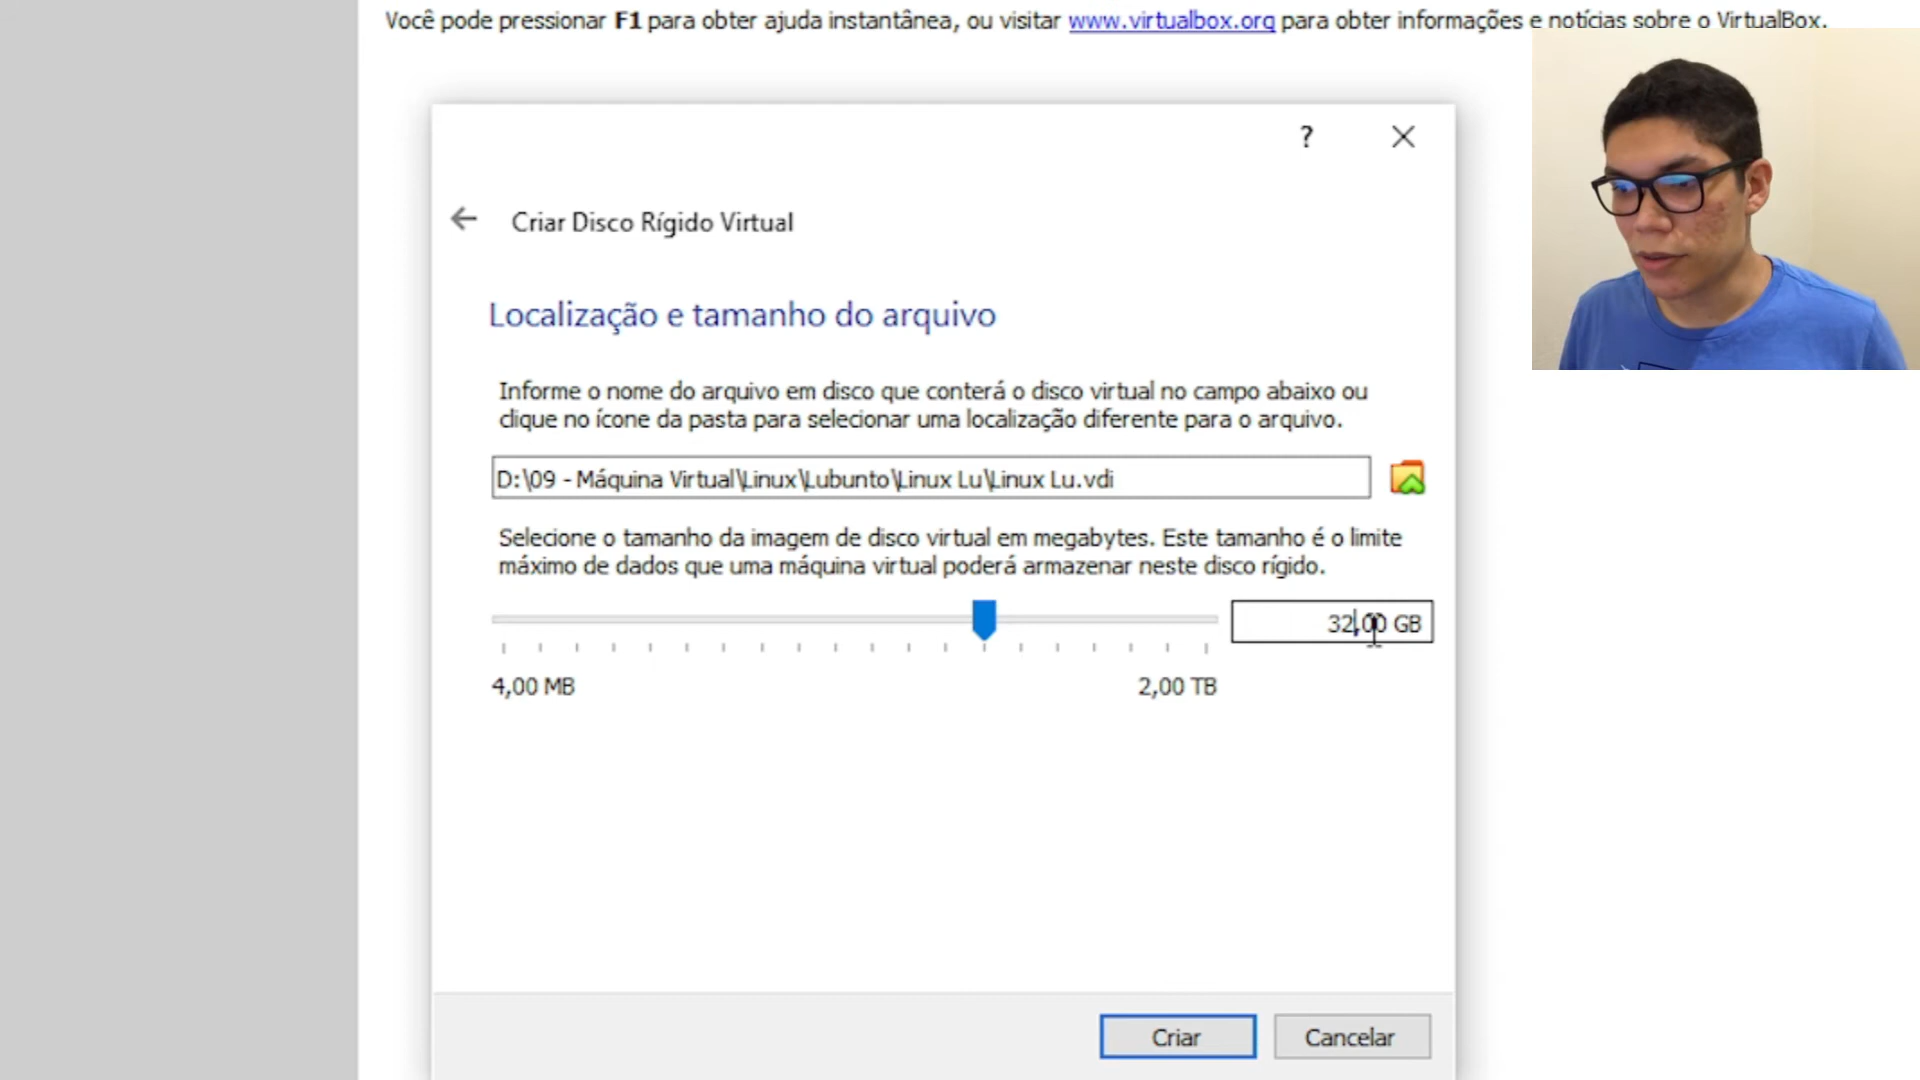 Você pode pressionar F1 para obter ajuda instantânea, ou visitar www.virtualbox.org para obter informações e notícias sobre o VirtualBox.
?
Criar Disco Rígido Virtual
Localização e tamanho do arquivo
Informe o nome do arquivo em disco que conterá o disco virtual no campo abaixo ou
clique no ícone da pasta para selecionar uma localização diferente para o arquivo.
D:\09 - Máquina Virtual\Linux\Lubunto\Linux Lu\Linux Lu.vdi
Selecione o tamanho da imagem de disco virtual em megabytes. Este tamanho é o limite
máximo de dados que uma máquina virtual poderá armazenar neste disco rígido.
32,00 GB
4,00 MB
2,00 TB
Criar
Cancelar